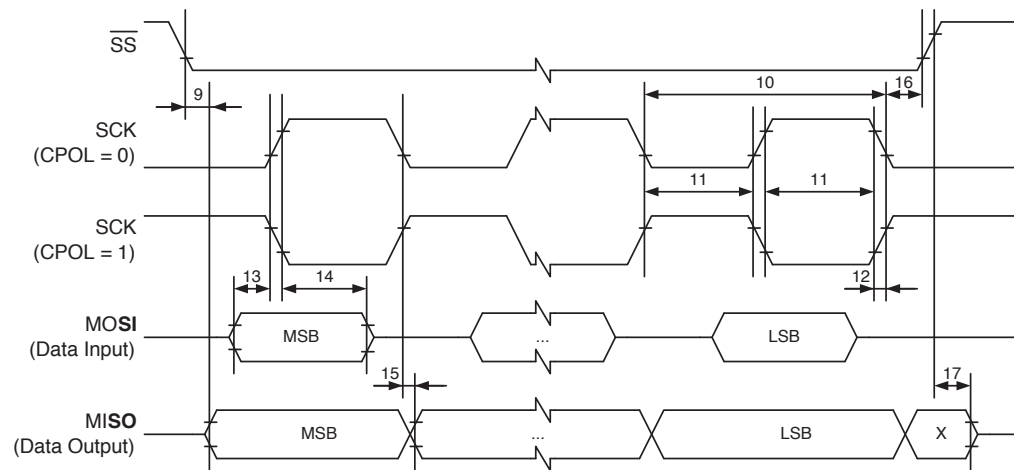 SS
9
10
16
SCK
(CPOL = 0)
11
11
SCK
(CPOL = 1)
13
14
12
MOSI
(Data Input)
MSB
...
LSB
15
17
MISO
(Data Output)
MSB
...
LSB
X